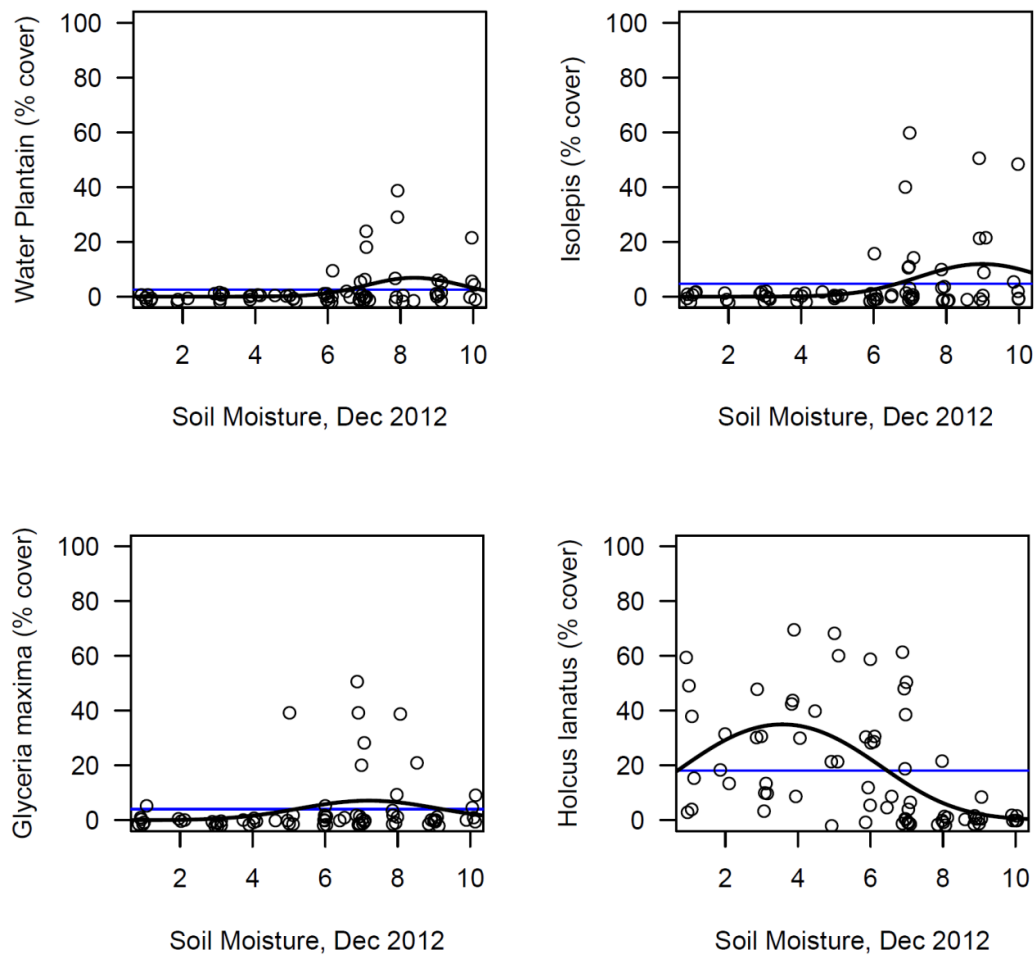 Water Plantain (% cover)
100
80
60
40
20
0
2 4 6 8 10
Soil Moisture, Dec 2012
Isolepis (% cover)
100
80
60
40
20
0
2 4 6 8 10
Soil Moisture, Dec 2012
Glyceria maxima (% cover)
100
80
60
40
20
0
2 4 6 8 10
Soil Moisture, Dec 2012
Holcus lanatus (% cover)
100
80
60
40
20
0
2 4 6 8 10
Soil Moisture, Dec 2012